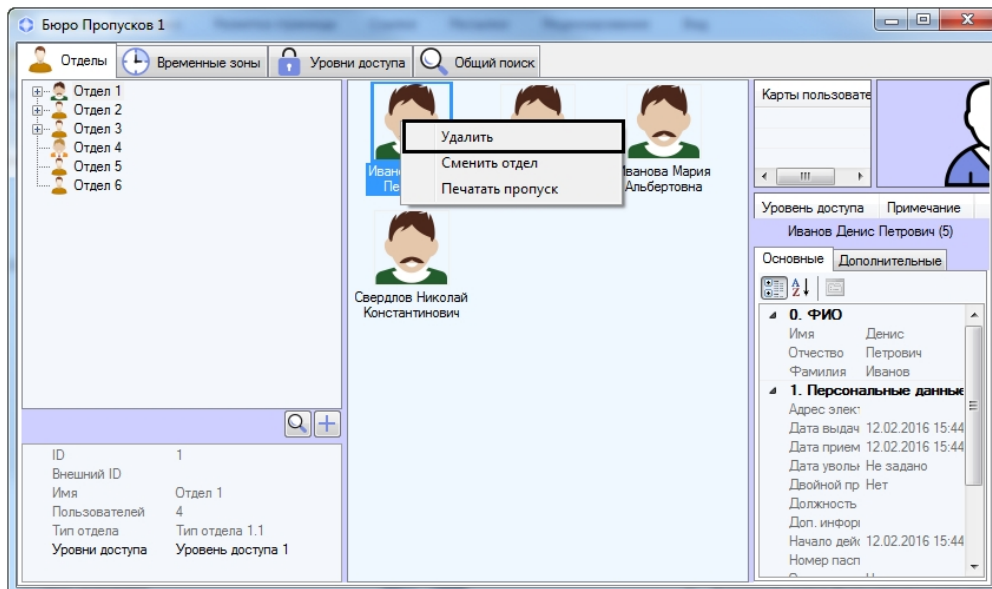 Бюро Пропусков 1
Отделы
Временные зоны
Уровни доступа
Общий поиск
Отдел 1
Отдел 2
Отдел 3
Отдел 4
Отдел 5
Отдел 6
Удалить
Сменить отдел
Печатать пропуск
Иванова Мария
Альбертовна
Свердлов Николай
Константинович
ID 1
Внешний ID
Имя Отдел 1
Пользователей 4
Тип отдела Тип отдела 1.1
Уровни доступа Уровень доступа 1
Карты пользовате
Уровень доступа Примечание
Иванов Денис Петрович (5)
Основные Дополнительные
0. ФИО
Имя Денис
Отчество Петрович
Фамилия Иванов
1. Персональные данные
Адрес элект
Дата выдач 12.02.2016 15:44
Дата прием 12.02.2016 15:44
Дата увольн Не задано
Двойной пр Нет
Должность
Доп. информ
Начало дейс 12.02.2016 15:44
Номер пасп